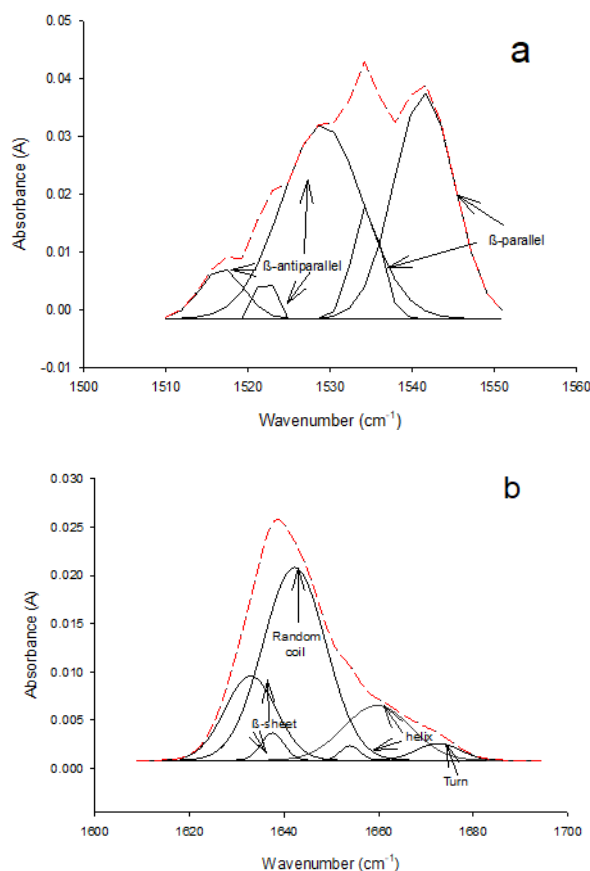 a
0.05
0.04
0.03
0.02
0.01
0.00
-0.01
Absorbance (A)
ß-antiparallel
ß-parallel
1500
1510
1520
1530
1540
1550
1560
Wavenumber (cm⁻¹)
b
0.030
0.025
0.020
0.015
0.010
0.005
0.000
Absorbance (A)
Random
coil
ß-sheet
helix
Turn
1600
1620
1640
1660
1680
1700
Wavenumber (cm⁻¹)